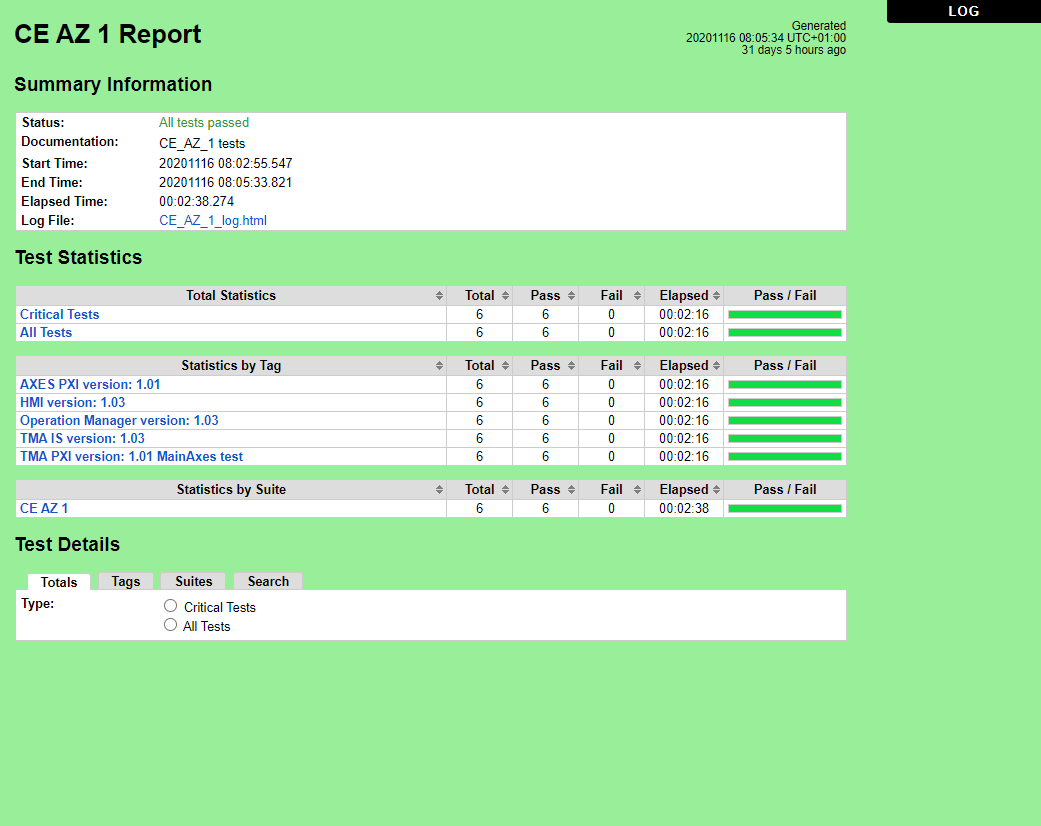 LOG
CE AZ 1 Report
Generated
20201116 08:05:34 UTC+01:00
31 days 5 hours ago
Summary Information
Status: All tests passed
Documentation: CE_AZ_1 tests
Start Time: 20201116 08:02:55.547
End Time: 20201116 08:05:33.821
Elapsed Time: 00:02:38.274
Log File: CE_AZ_1_log.html
Test Statistics
Total Statistics Total Pass Fail Elapsed Pass / Fail
Critical Tests 6 6 0 00:02:16
All Tests 6 6 0 00:02:16
Statistics by Tag Total Pass Fail Elapsed Pass / Fail
AXES PXI version: 1.01 6 6 0 00:02:16
HMI version: 1.03 6 6 0 00:02:16
Operation Manager version: 1.03 6 6 0 00:02:16
TMA IS version: 1.03 6 6 0 00:02:16
TMA PXI version: 1.01 MainAxes test 6 6 0 00:02:16
Statistics by Suite Total Pass Fail Elapsed Pass / Fail
CE AZ 1 6 6 0 00:02:38
Test Details
Totals Tags Suites Search
Type: Critical Tests
All Tests